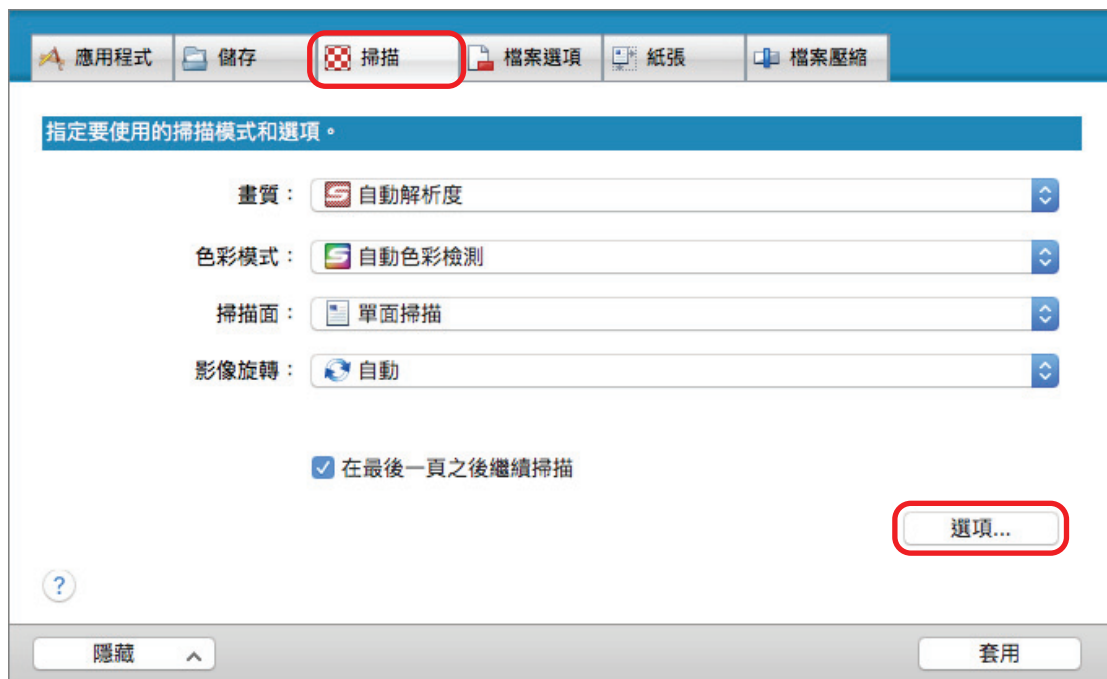 應用程式 儲存 掃描 檔案選項 紙張 檔案壓縮
指定要使用的掃描模式和選項。
畫質： 自動解析度
色彩模式： 自動色彩檢測
掃描面： 單面掃描
影像旋轉： 自動
在最後一頁之後繼續掃描
選項...
?
隱藏 套用